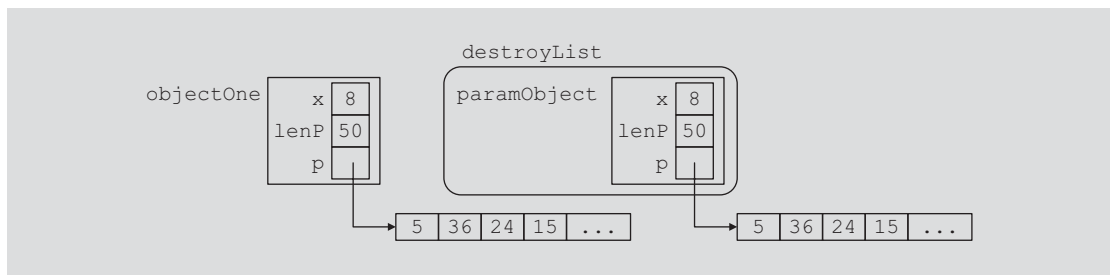 destroyList
objectOne
x 8
lenP 50
p
paramObject
x 8
lenP 50
p
5 36 24 15 ...
5 36 24 15 ...